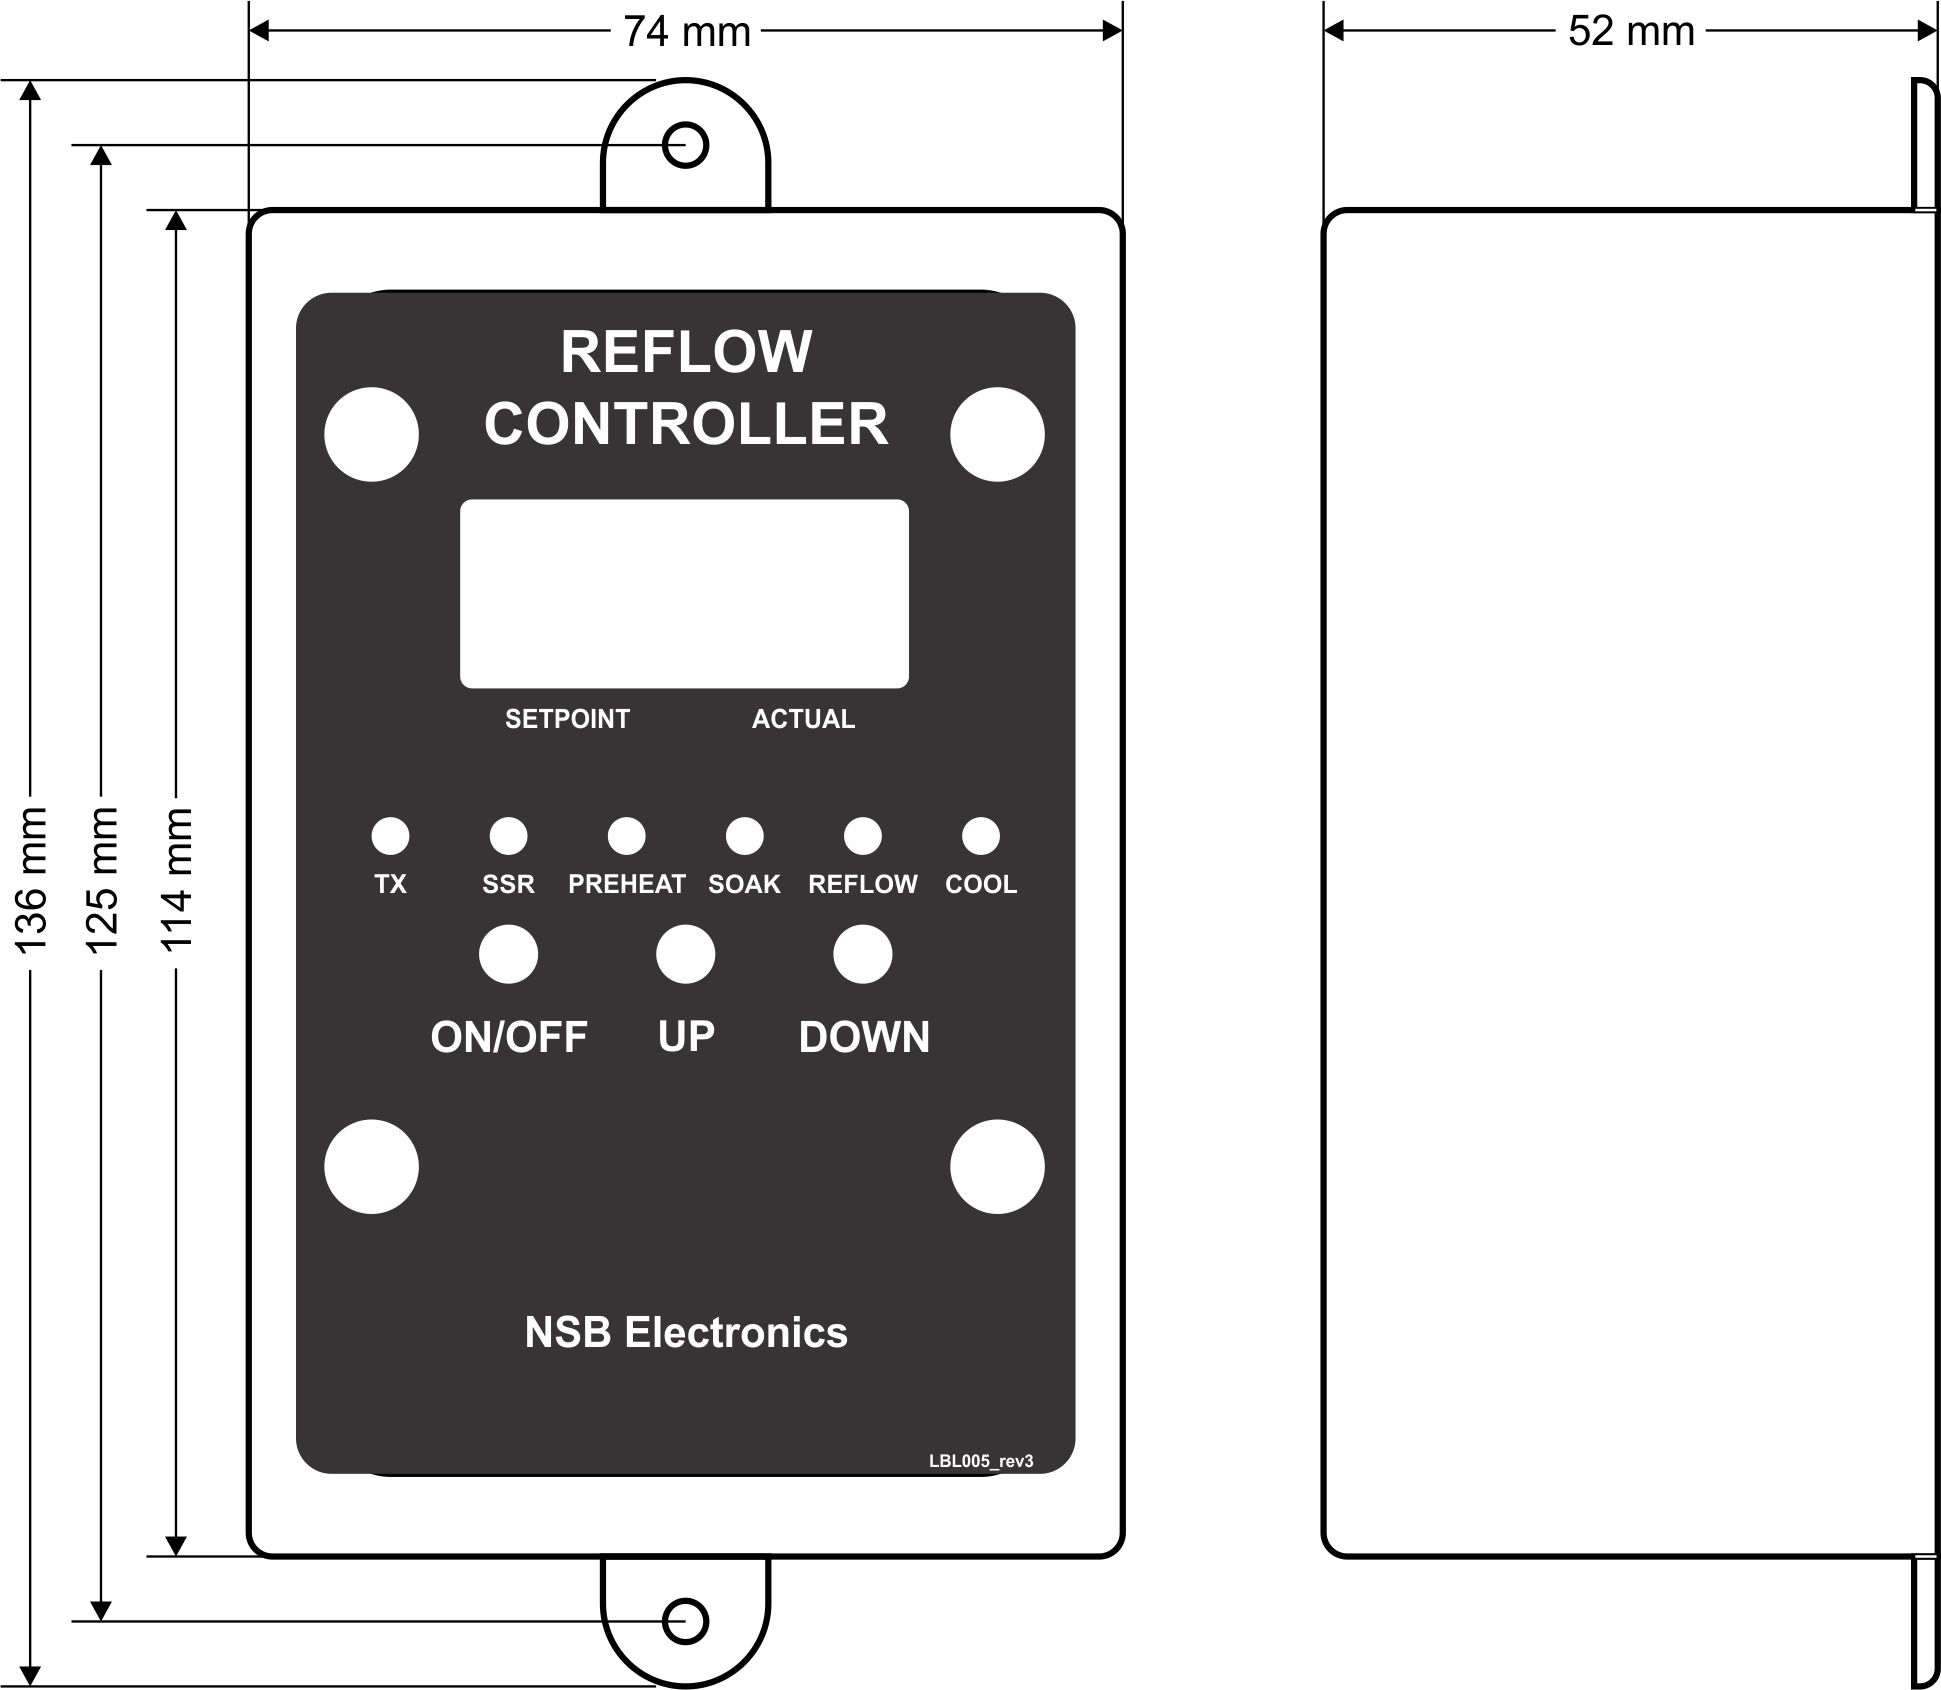 74 mm
52 mm
136 mm
125 mm
114 mm
REFLOW
CONTROLLER
SETPOINT ACTUAL
TX SSR PREHEAT SOAK REFLOW COOL
ON/OFF UP DOWN
NSB Electronics
LBL005_rev3